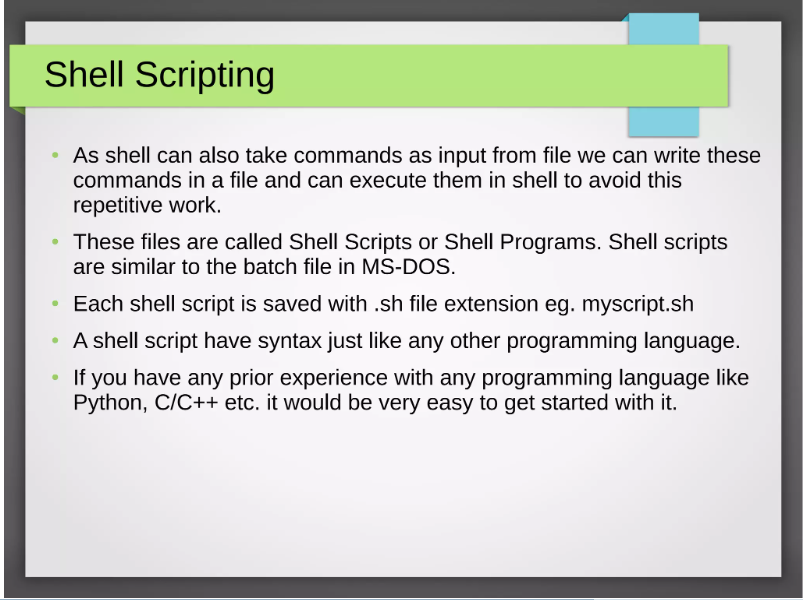 Shell Scripting
• As shell can also take commands as input from file we can write these
commands in a file and can execute them in shell to avoid this
repetitive work.
• These files are called Shell Scripts or Shell Programs. Shell scripts
are similar to the batch file in MS-DOS.
• Each shell script is saved with .sh file extension eg. myscript.sh
• A shell script have syntax just like any other programming language.
• If you have any prior experience with any programming language like
Python, C/C++ etc. it would be very easy to get started with it.